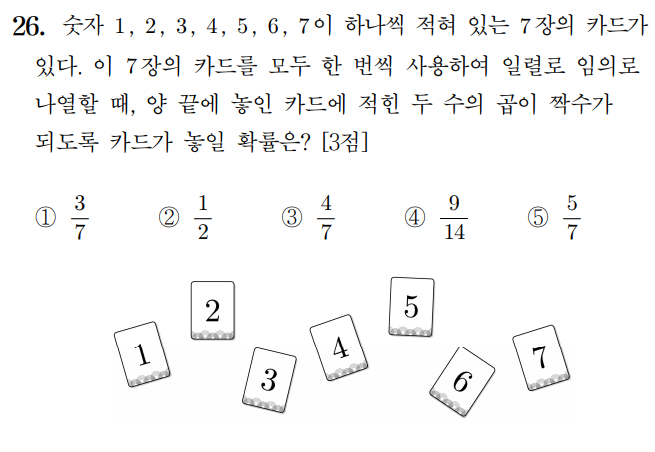 26. 숫자 1, 2, 3, 4, 5, 6, 7이 하나씩 적혀 있는 7장의 카드가
있다. 이 7장의 카드를 모두 한 번씩 사용하여 일렬로 임의로
나열할 때, 양 끝에 놓인 카드에 적힌 두 수의 곱이 짝수가
되도록 카드가 놓일 확률은? [3점]
① 3/7 ② 1/2 ③ 4/7 ④ 9/14 ⑤ 5/7
1 2 3 4 5 6 7